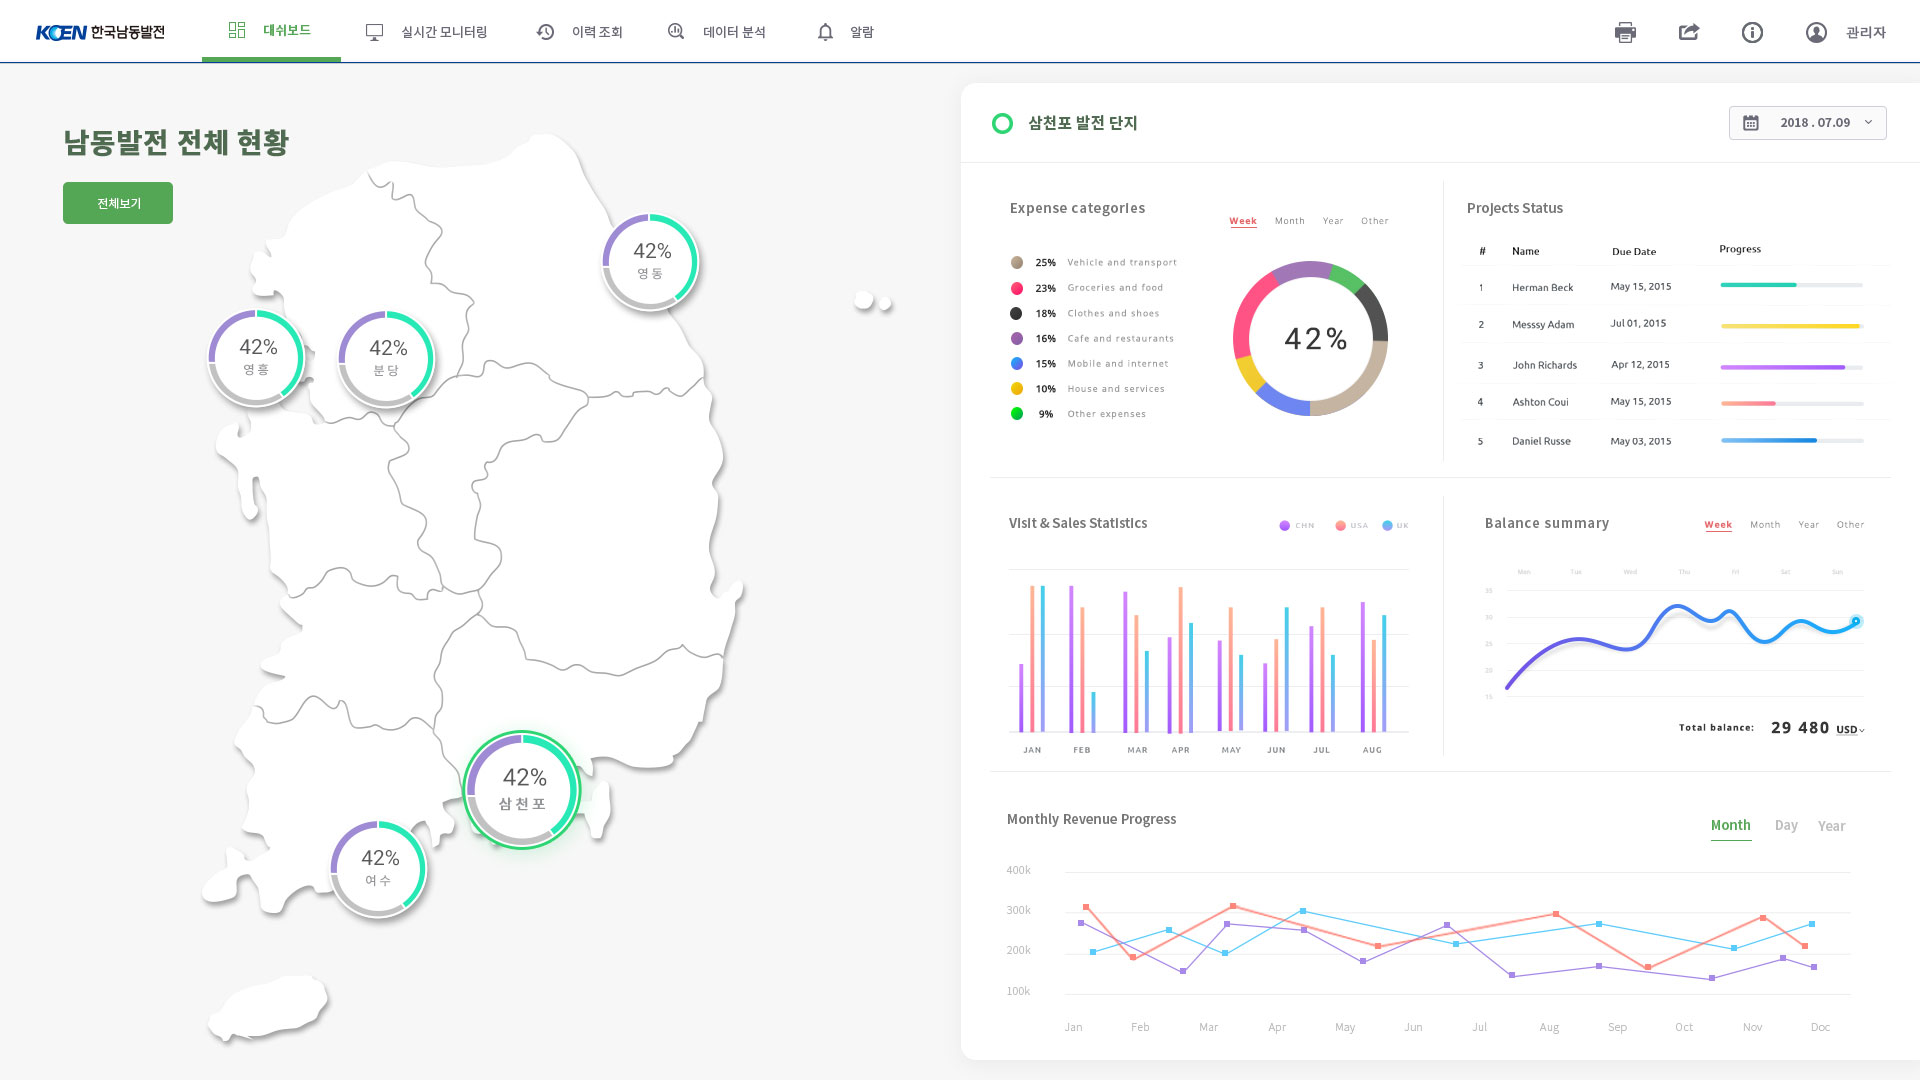 KOEN 한국남동발전
대쉬보드
실시간 모니터링
이력 조회
데이터 분석
알람
관리자
남동발전 전체 현황
전체보기
42%
영 동
42%
영 흥
42%
분 당
42%
삼 천 포
42%
여 수
삼천포 발전 단지
2018 . 07.09
Expense categories
Week Month Year Other
25% Vehicle and transport
23% Groceries and food
18% Clothes and shoes
16% Cafe and restaurants
15% Mobile and internet
10% House and services
9% Other expenses
42%
Projects Status
# Name Due Date Progress
1 Herman Beck May 15, 2015
2 Messsy Adam Jul 01, 2015
3 John Richards Apr 12, 2015
4 Ashton Coui May 15, 2015
5 Daniel Russe May 03, 2015
Visit & Sales Statistics
CHN USA UK
JAN FEB MAR APR MAY JUN JUL AUG
Balance summary
Week Month Year Other
Mon Tue Wed Thu Fri Sat Sun
35
30
25
20
15
Total balance: 29 480 USD
Monthly Revenue Progress
Month Day Year
400k
300k
200k
100k
Jan Feb Mar Apr May Jun Jul Aug Sep Oct Nov Doc